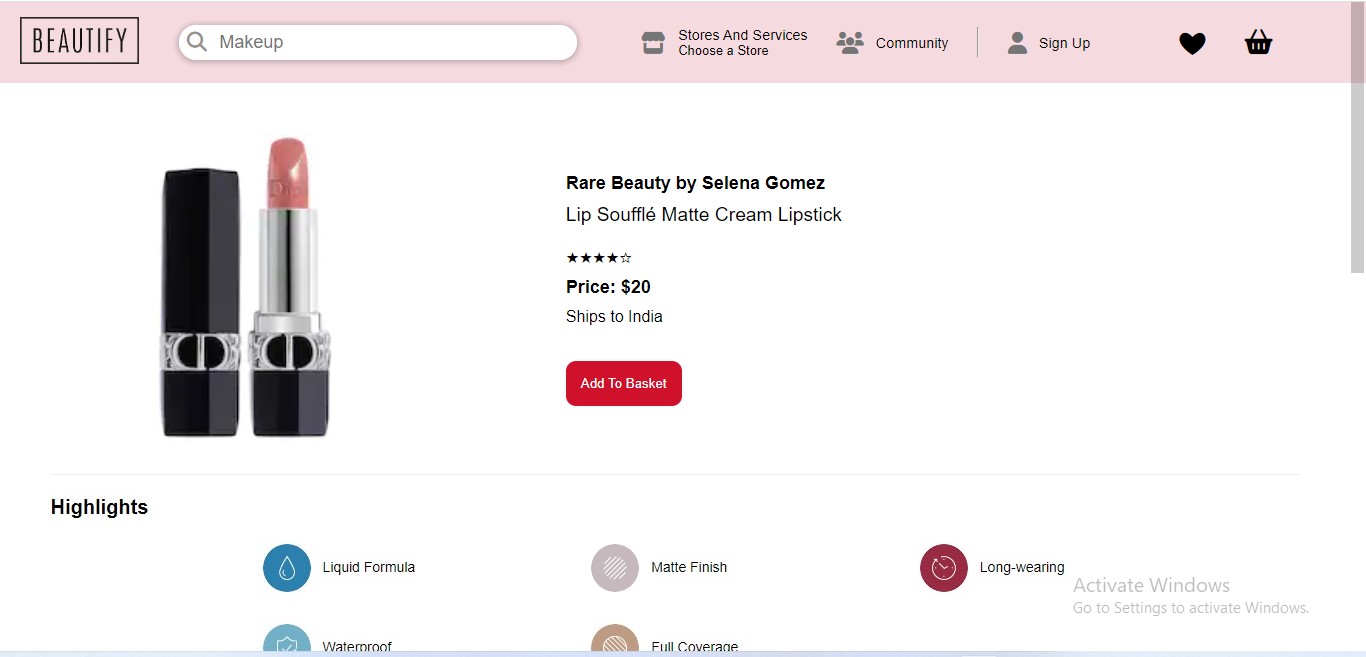 BEAUTIFY
Makeup
Stores And Services
Choose a Store
Community
Sign Up
Rare Beauty by Selena Gomez
Lip Soufflé Matte Cream Lipstick
★★★★☆
Price: $20
Ships to India
Add To Basket
Highlights
Liquid Formula
Matte Finish
Long-wearing
Activate Windows
Go to Settings to activate Windows.
Waterproof
Full Coverage